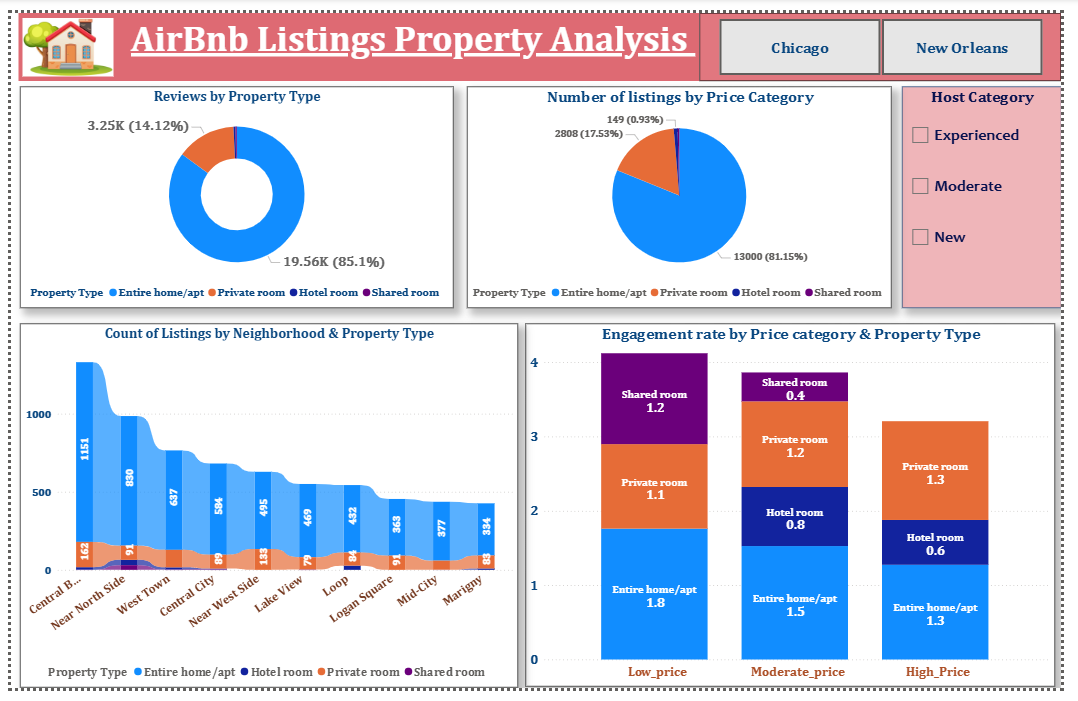 AirBnb Listings Property Analysis
Chicago
New Orleans
Reviews by Property Type
3.25K (14.12%)
19.56K (85.1%)
Property Type Entire home/apt Private room Hotel room Shared room
Number of listings by Price Category
149 (0.93%)
2808 (17.53%)
13000 (81.15%)
Property Type Entire home/apt Private room Hotel room Shared room
Host Category
Experienced
Moderate
New
Count of Listings by Neighborhood & Property Type
1000
500
0
1151
830
637
584
495
469
432
363
377
334
162
91
89
133
79
84
91
83
Central B...
Near North Side
West Town
Central City
Near West Side
Lake View
Loop
Logan Square
Mid-City
Marigny
Property Type Entire home/apt Hotel room Private room Shared room
Engagement rate by Price category & Property Type
4
3
2
1
0
Shared room
1.2
Private room
1.1
Entire home/apt
1.8
Shared room
0.4
Private room
1.2
Hotel room
0.8
Entire home/apt
1.5
Private room
1.3
Hotel room
0.6
Entire home/apt
1.3
Low_price
Moderate_price
High_Price